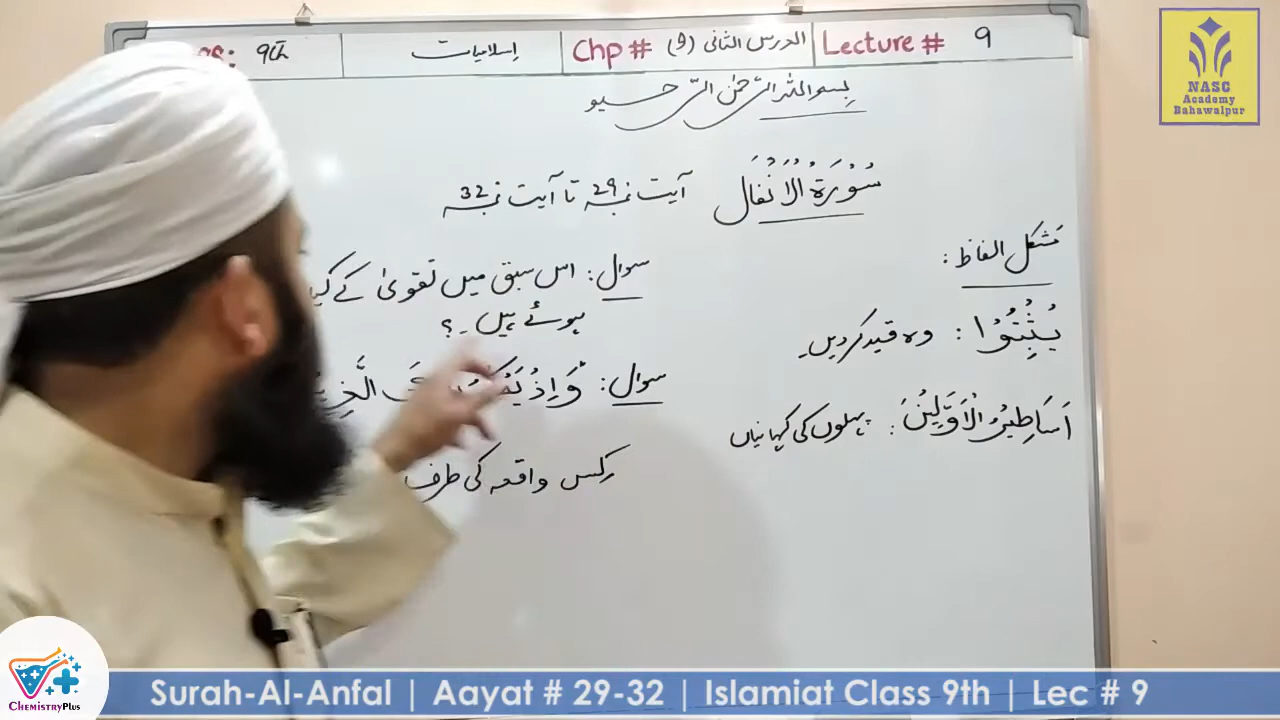 9th
اسلامیات
Chp # الدرس الثانی (و)
Lecture # 9
بسم اللہ الرحمٰن الرحیم
سُوْرَۃُ الْاَنْفَال آیت نمبر 29 تا آیت نمبر 32
مشکل الفاظ:
یُثْبِتُوْا: وہ قید کر دیں۔
اَسَاطِیْرُ الْاَوَّلِیْنَ: پہلوں کی کہانیاں
سوال: اس سبق میں تقویٰ کے
ہوئے ہیں۔؟
سوال: وَاِذْ
کس واقعہ کی طرف
NASC
Academy
Bahawalpur
ChemistryPlus
Surah-Al-Anfal | Aayat # 29-32 | Islamiat Class 9th | Lec # 9